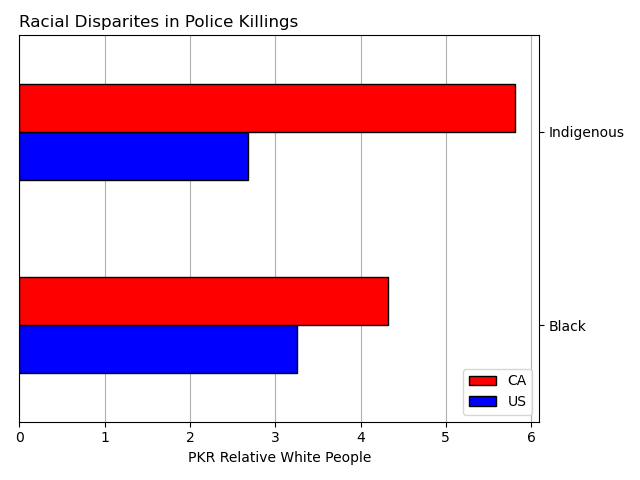 Racial Disparites in Police Killings
Indigenous
Black
CA
US
0 1 2 3 4 5 6
PKR Relative White People